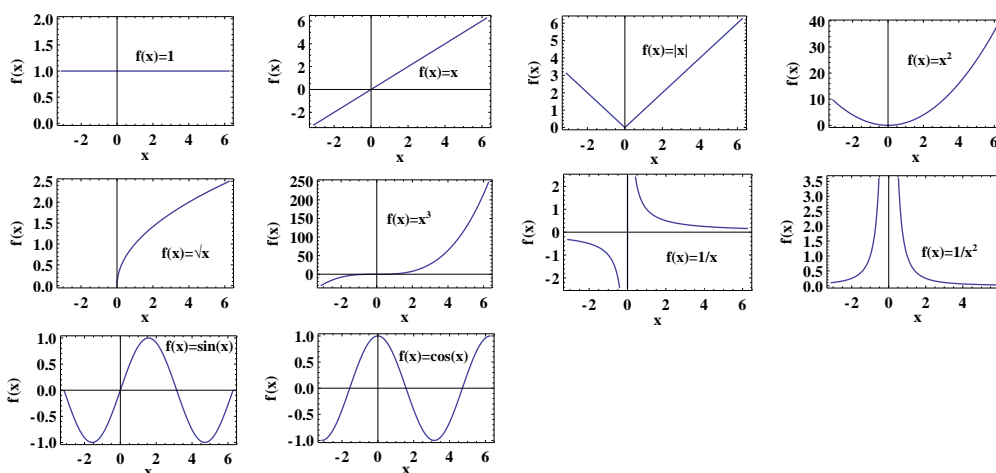 2.0
1.5
1.0
0.5
0.0
f(x)
f(x)=1
-2 0 2 4 6
x
6
4
2
0
-2
f(x)
f(x)=x
-2 0 2 4 6
x
6
5
4
3
2
1
0
f(x)
f(x)=|x|
-2 0 2 4 6
x
40
30
20
10
0
f(x)
f(x)=x²
-2 0 2 4 6
x
2.5
2.0
1.5
1.0
0.5
0.0
f(x)
f(x)=√x
-2 0 2 4 6
x
250
200
150
100
50
0
f(x)
f(x)=x³
-2 0 2 4 6
x
2
1
0
-1
-2
f(x)
f(x)=1/x
-2 0 2 4 6
x
3.5
3.0
2.5
2.0
1.5
1.0
0.5
0.0
f(x)
f(x)=1/x²
-2 0 2 4 6
x
1.0
0.5
0.0
-0.5
-1.0
f(x)
f(x)=sin(x)
-2 0 2 4 6
x
1.0
0.5
0.0
-0.5
-1.0
f(x)
f(x)=cos(x)
-2 0 2 4 6
x